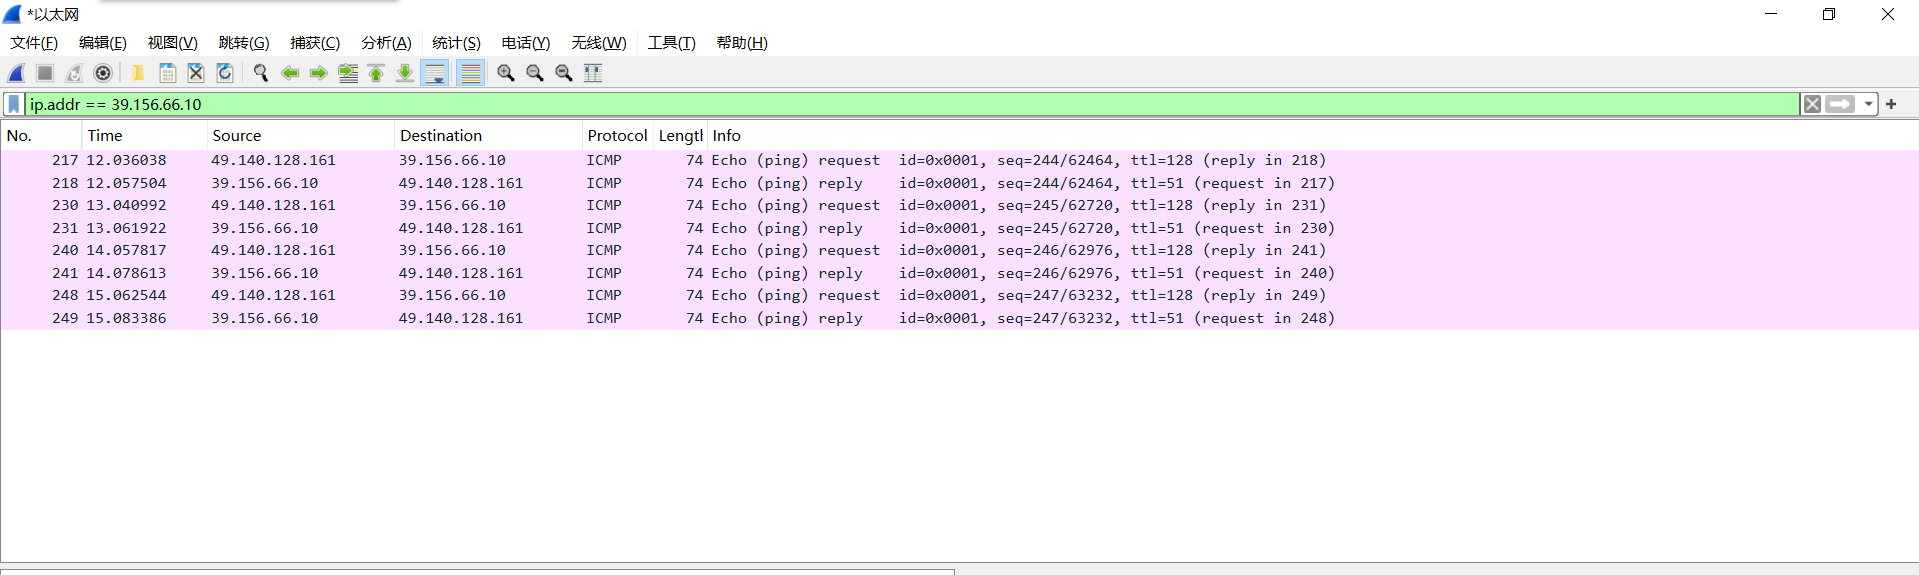 *以太网
文件(F) 编辑(E) 视图(V) 跳转(G) 捕获(C) 分析(A) 统计(S) 电话(Y) 无线(W) 工具(T) 帮助(H)
ip.addr == 39.156.66.10
No. Time Source Destination Protocol Length Info
217 12.036038 49.140.128.161 39.156.66.10 ICMP 74 Echo (ping) request id=0x0001, seq=244/62464, ttl=128 (reply in 218)
218 12.057504 39.156.66.10 49.140.128.161 ICMP 74 Echo (ping) reply id=0x0001, seq=244/62464, ttl=51 (request in 217)
230 13.040992 49.140.128.161 39.156.66.10 ICMP 74 Echo (ping) request id=0x0001, seq=245/62720, ttl=128 (reply in 231)
231 13.061922 39.156.66.10 49.140.128.161 ICMP 74 Echo (ping) reply id=0x0001, seq=245/62720, ttl=51 (request in 230)
240 14.057817 49.140.128.161 39.156.66.10 ICMP 74 Echo (ping) request id=0x0001, seq=246/62976, ttl=128 (reply in 241)
241 14.078613 39.156.66.10 49.140.128.161 ICMP 74 Echo (ping) reply id=0x0001, seq=246/62976, ttl=51 (request in 240)
248 15.062544 49.140.128.161 39.156.66.10 ICMP 74 Echo (ping) request id=0x0001, seq=247/63232, ttl=128 (reply in 249)
249 15.083386 39.156.66.10 49.140.128.161 ICMP 74 Echo (ping) reply id=0x0001, seq=247/63232, ttl=51 (request in 248)